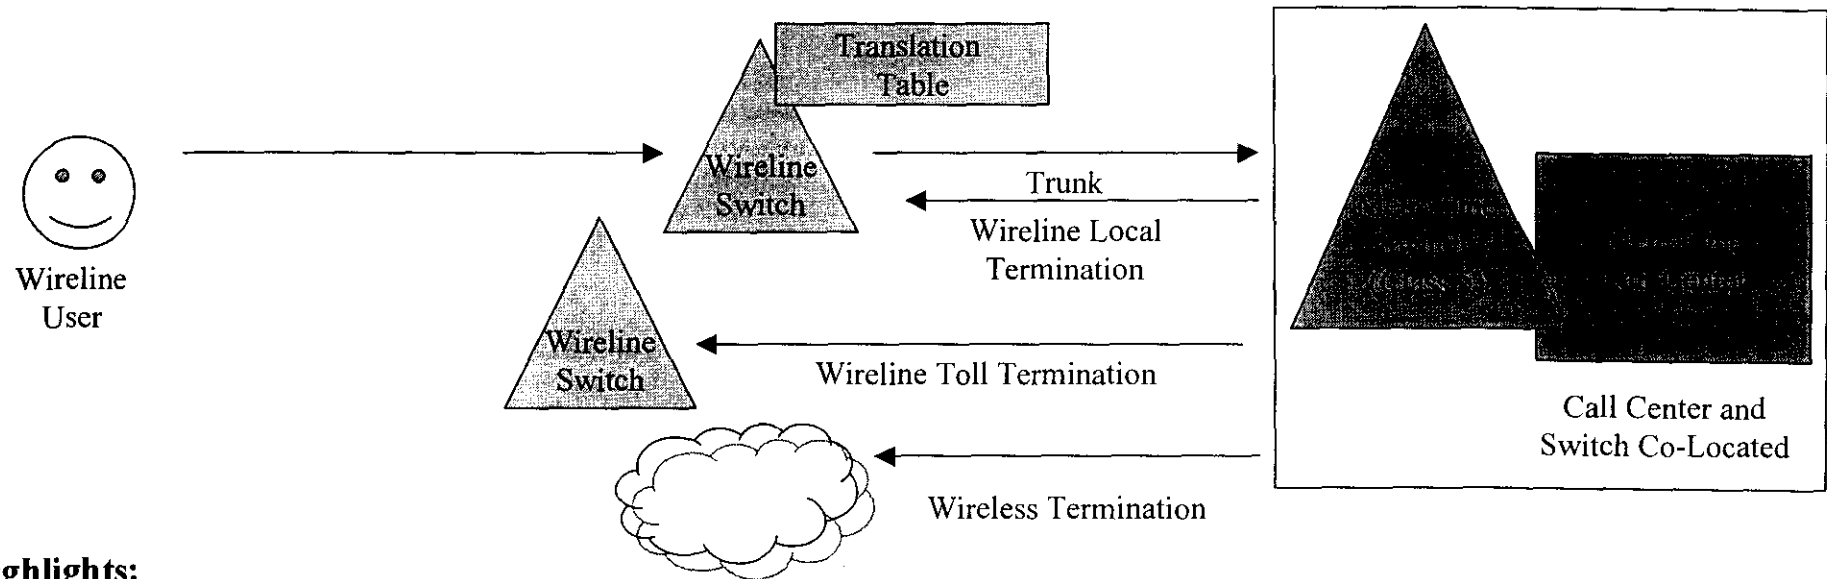 Translation
Table
Wireline
Switch
Trunk
Wireline Local
Termination
Wireline
User
Wireline
Switch
Wireline Toll Termination
Call Center and
Switch Co-Located
Wireless Termination
ghlights: